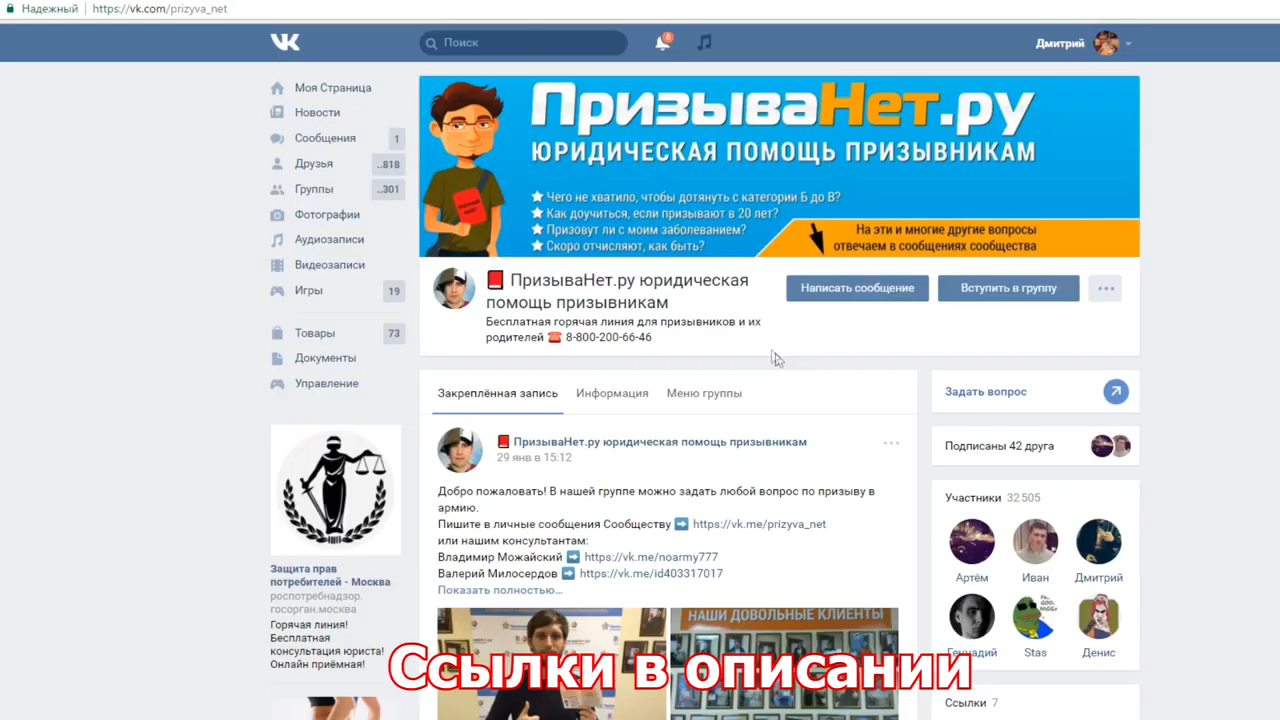 Надежный
https://vk.com/prizyva_net
Поиск
6
Дмитрий
Моя Страница
Новости
Сообщения 1
Друзья ..818
Группы ..301
Фотографии
Аудиозаписи
Видеозаписи
Игры 19
Товары 73
Документы
Управление
Защита прав
потребителей - Москва
роспотребнадзор.
госорган.москва
Горячая линия!
Бесплатная
консультация юриста!
Онлайн приёмная!
ПризываНет.ру
ЮРИДИЧЕСКАЯ ПОМОЩЬ ПРИЗЫВНИКАМ
Чего не хватило, чтобы дотянуть с категории Б до В?
Как доучиться, если призывают в 20 лет?
Призовут ли с моим заболеванием?
Скоро отчисляют, как быть?
На эти и многие другие вопросы
отвечаем в сообщениях сообщества
ПризываНет.ру юридическая
помощь призывникам
Бесплатная горячая линия для призывников и их
родителей ☎ 8-800-200-66-46
Написать сообщение
Вступить в группу
Закреплённая запись
Информация
Меню группы
ПризываНет.ру юридическая помощь призывникам
29 янв в 15:12
Добро пожаловать! В нашей группе можно задать любой вопрос по призыву в
армию.
Пишите в личные сообщения Сообществу ➡ https://vk.me/prizyva_net
или нашим консультантам:
Владимир Можайский ➡ https://vk.me/noarmy777
Валерий Милосердов ➡ https://vk.me/id403317017
Показать полностью...
НАШИ ДОВОЛЬНЫЕ КЛИЕНТЫ
Задать вопрос
Подписаны 42 друга
Участники 32 505
Артём
Иван
Дмитрий
Геннадий
Stas
Денис
Ссылки 7
Ссылки в описании